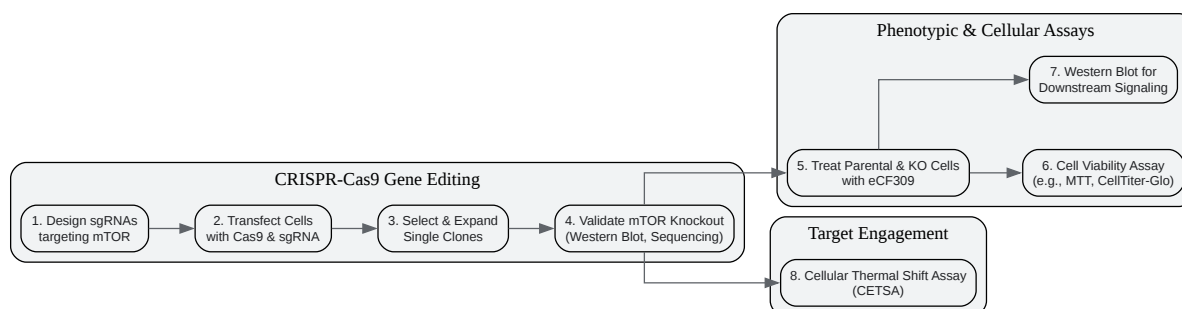 Phenotypic & Cellular Assays
7. Western Blot for
Downstream Signaling
5. Treat Parental & KO Cells
with eCF309
6. Cell Viability Assay
(e.g., MTT, CellTiter-Glo)
CRISPR-Cas9 Gene Editing
1. Design sgRNAs
targeting mTOR
2. Transfect Cells
with Cas9 & sgRNA
3. Select & Expand
Single Clones
4. Validate mTOR Knockout
(Western Blot, Sequencing)
Target Engagement
8. Cellular Thermal Shift Assay
(CETSA)